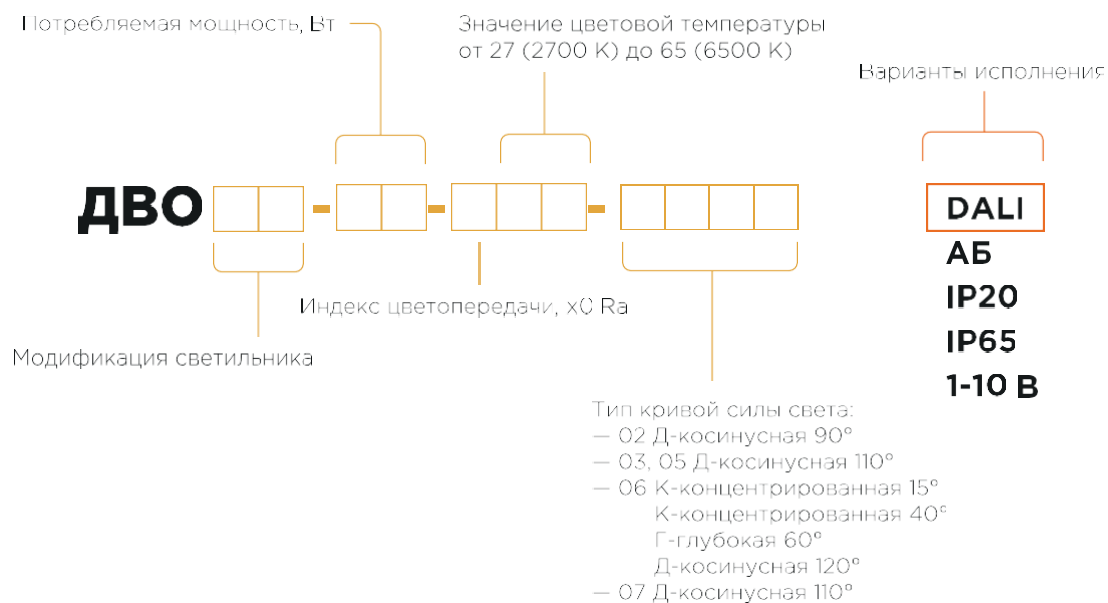 Потребляемая мощность, Вт
Значение цветовой температуры
от 27 (2700 К) до 65 (6500 К)
Варианты исполнения
ДВО
DALI
АБ
IP20
IP65
1-10 В
Индекс цветопередачи, х0 Ra
Модификация светильника
Тип кривой силы света:
— 02 Д-косинусная 90°
— 03, 05 Д-косинусная 110°
— 06 К-концентрированная 15°
К-концентрированная 40°
Г-глубокая 60°
Д-косинусная 120°
— 07 Д-косинусная 110°